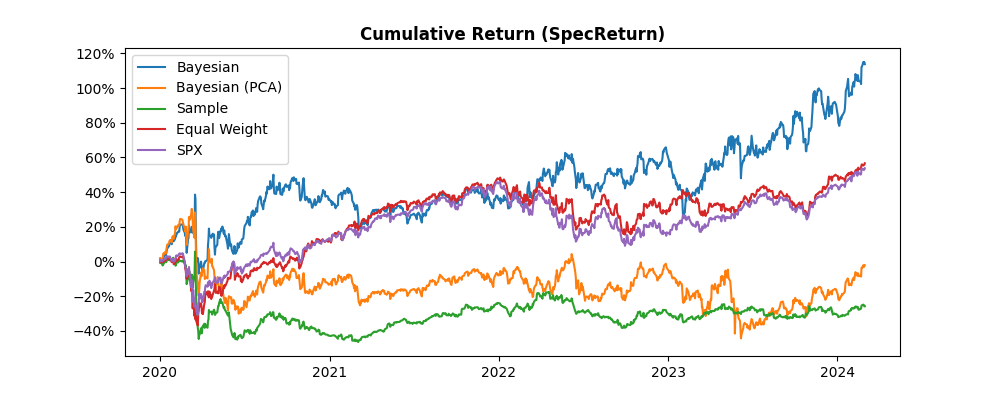 Cumulative Return (SpecReturn)
120%
100%
80%
60%
40%
20%
0%
−20%
−40%
Bayesian
Bayesian (PCA)
Sample
Equal Weight
SPX
2020
2021
2022
2023
2024